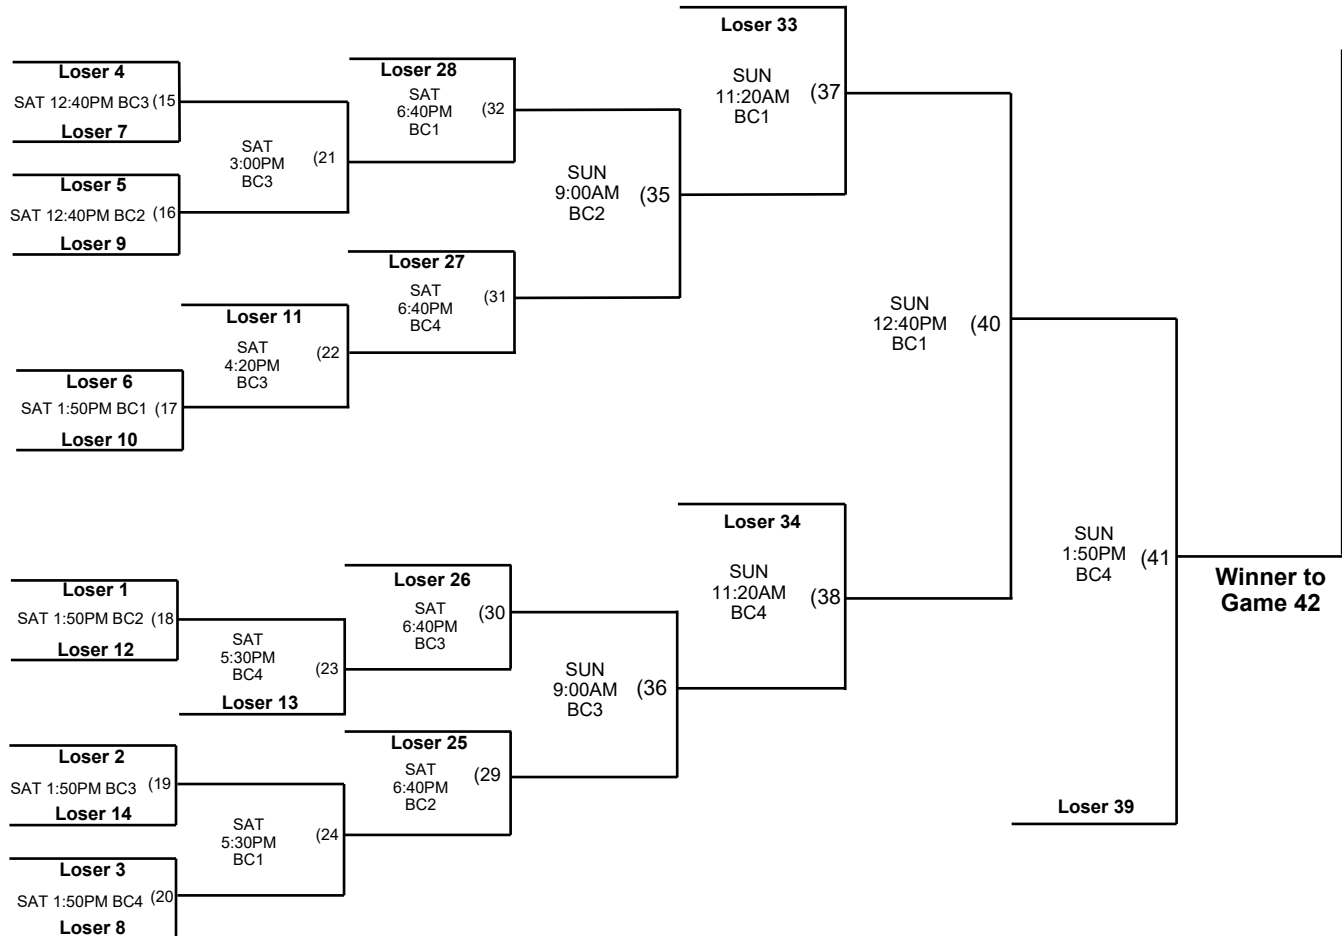 Loser 4
SAT 12:40PM BC3 (15
Loser 7
Loser 5
SAT 12:40PM BC2 (16
Loser 9
Loser 6
SAT 1:50PM BC1 (17
Loser 10
Loser 1
SAT 1:50PM BC2 (18
Loser 12
Loser 2
SAT 1:50PM BC3 (19
Loser 14
Loser 3
SAT 1:50PM BC4 (20
Loser 8
SAT
3:00PM
BC3
(21
Loser 11
SAT
4:20PM
BC3
(22
SAT
5:30PM
BC4
(23
Loser 13
SAT
5:30PM
BC1
(24
Loser 28
SAT
6:40PM
BC1
(32
Loser 27
SAT
6:40PM
BC4
(31
Loser 26
SAT
6:40PM
BC3
(30
Loser 25
SAT
6:40PM
BC2
(29
SUN
9:00AM
BC2
(35
SUN
9:00AM
BC3
(36
Loser 33
SUN
11:20AM
BC1
(37
Loser 34
SUN
11:20AM
BC4
(38
SUN
12:40PM
BC1
(40
SUN
1:50PM
BC4
(41
Loser 39
Winner to
Game 42